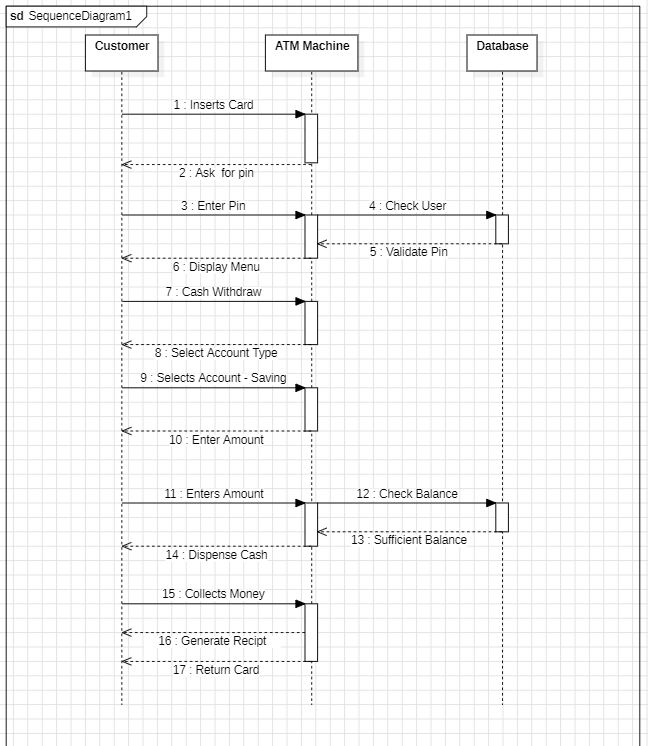 sd SequenceDiagram1
Customer
ATM Machine
Database
1 : Inserts Card
2 : Ask for pin
3 : Enter Pin
4 : Check User
5 : Validate Pin
6 : Display Menu
7 : Cash Withdraw
8 : Select Account Type
9 : Selects Account - Saving
10 : Enter Amount
11 : Enters Amount
12 : Check Balance
13 : Sufficient Balance
14 : Dispense Cash
15 : Collects Money
16 : Generate Recipt
17 : Return Card